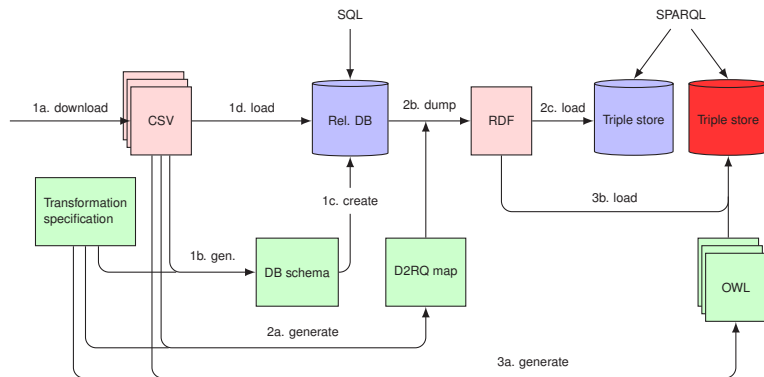 SQL
SPARQL
1a. download
CSV
1d. load
Rel. DB
2b. dump
RDF
2c. load
Triple store
Triple store
Transformation
specification
1c. create
3b. load
1b. gen.
DB schema
D2RQ map
OWL
2a. generate
3a. generate